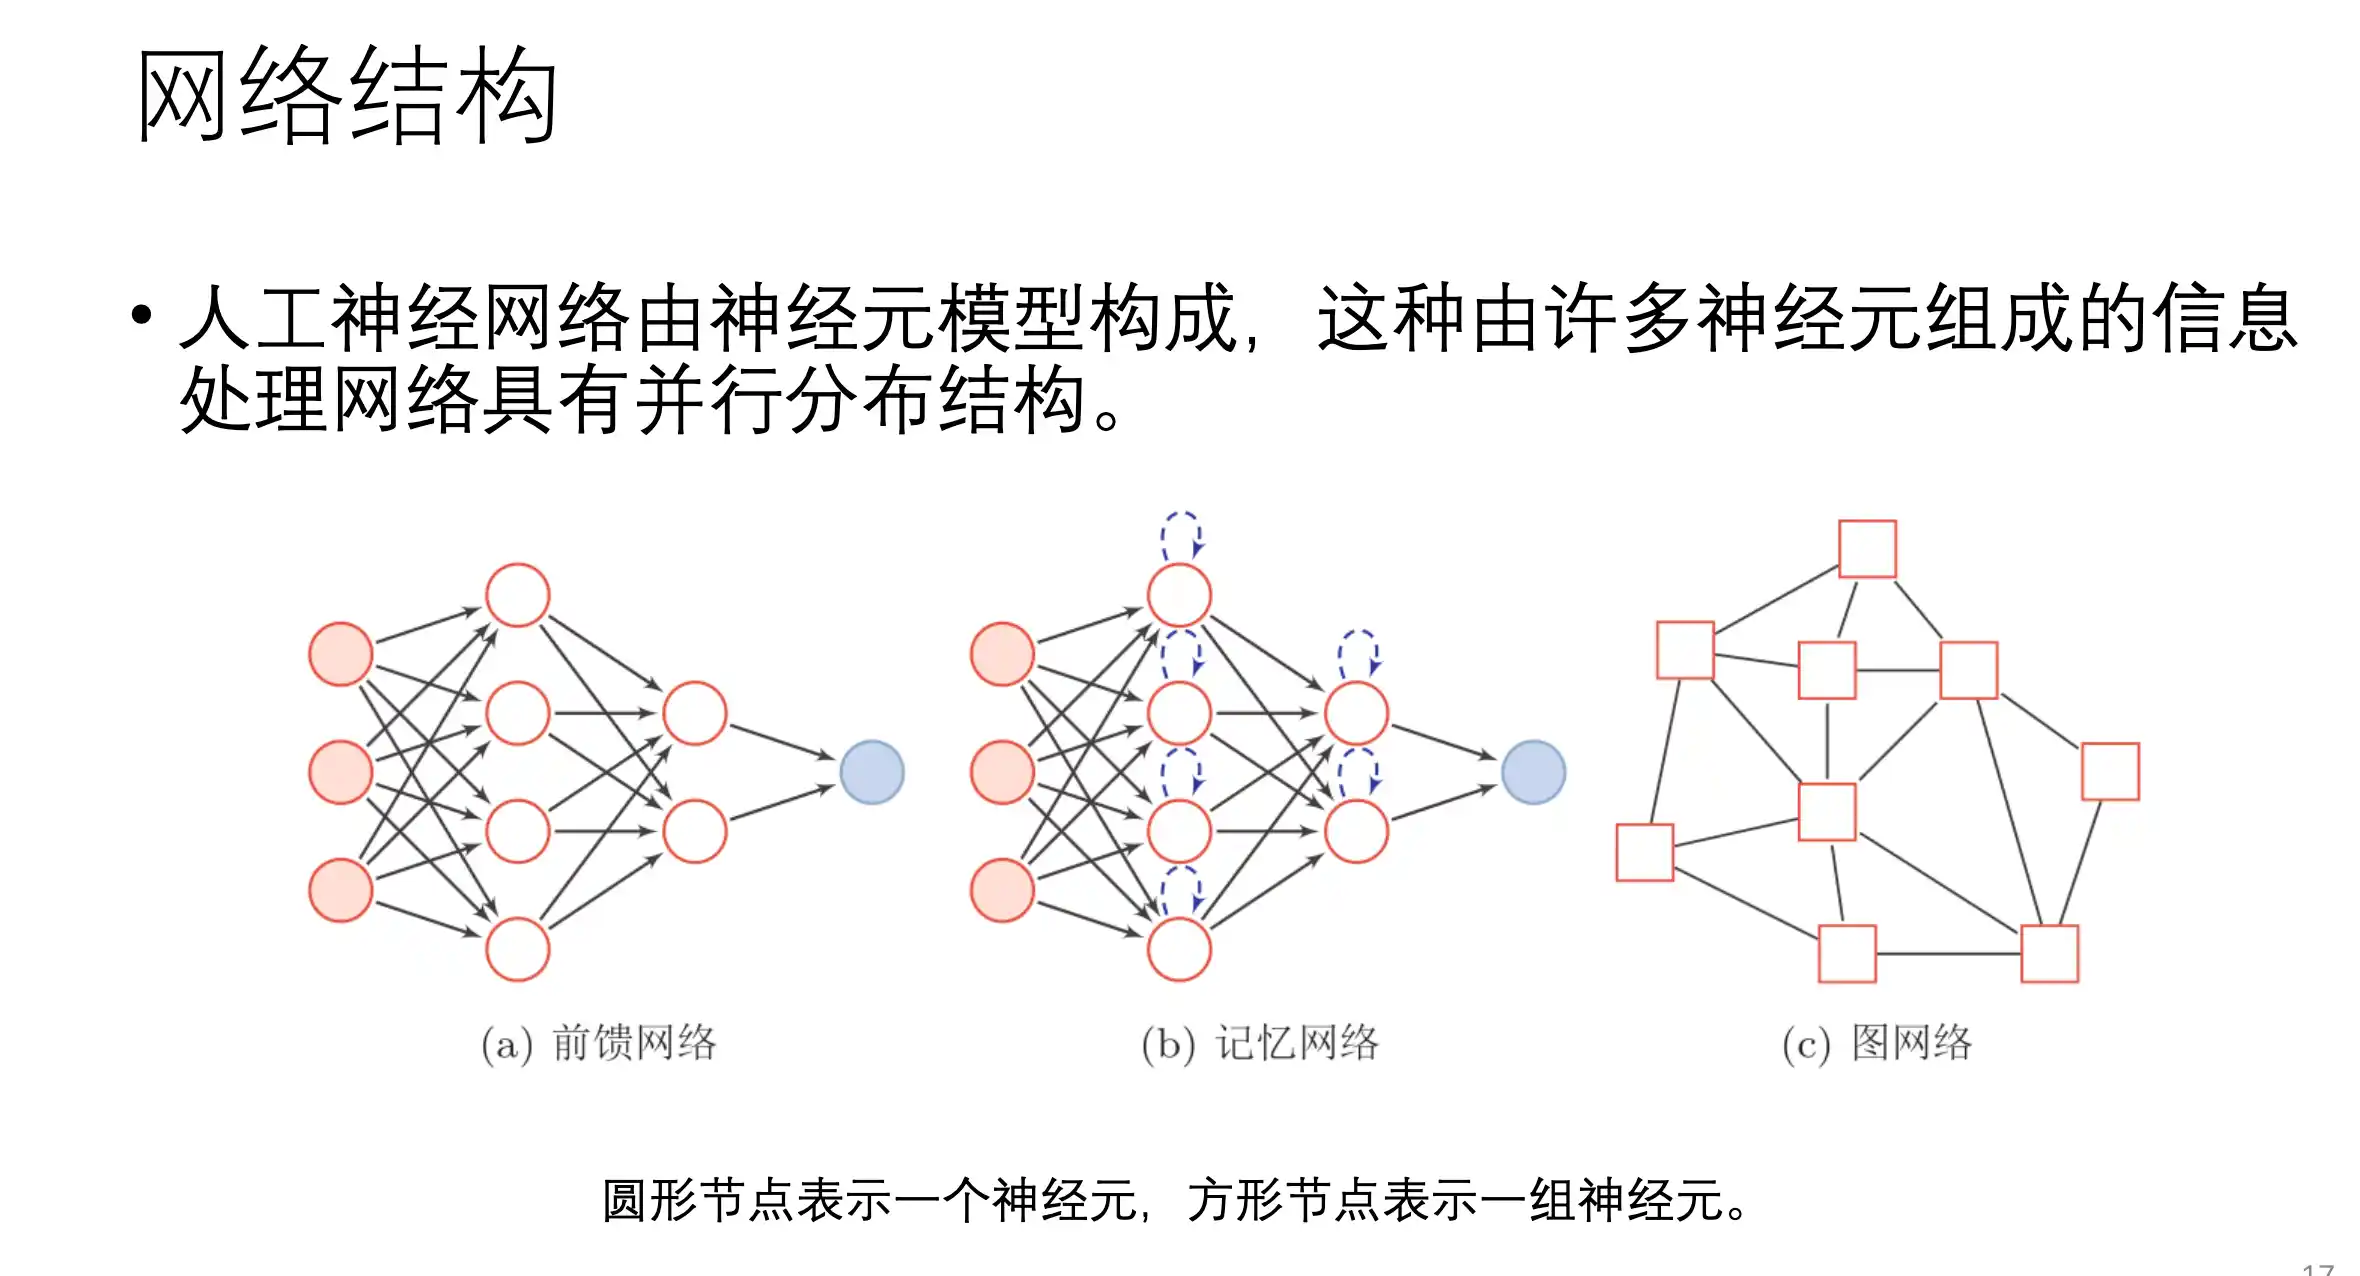 网络结构
• 人工神经网络由神经元模型构成，这种由许多神经元组成的信息
处理网络具有并行分布结构。
(a) 前馈网络
(b) 记忆网络
(c) 图网络
圆形节点表示一个神经元，方形节点表示一组神经元。
17